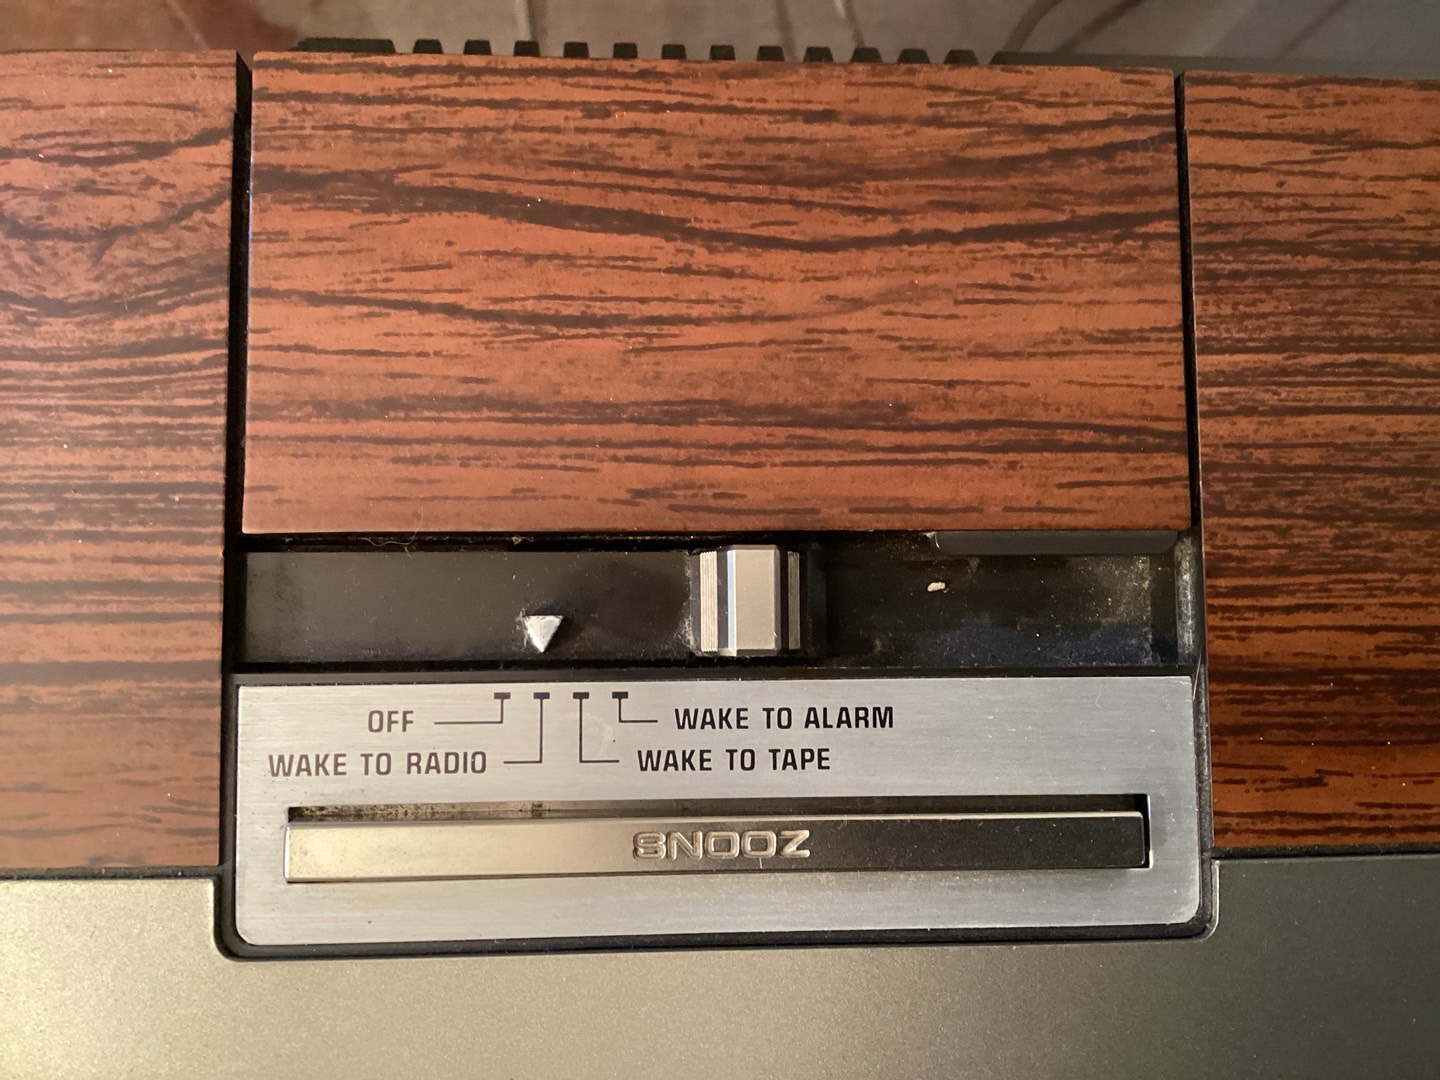 OFF
WAKE TO RADIO
WAKE TO ALARM
WAKE TO TAPE
SNOOZ